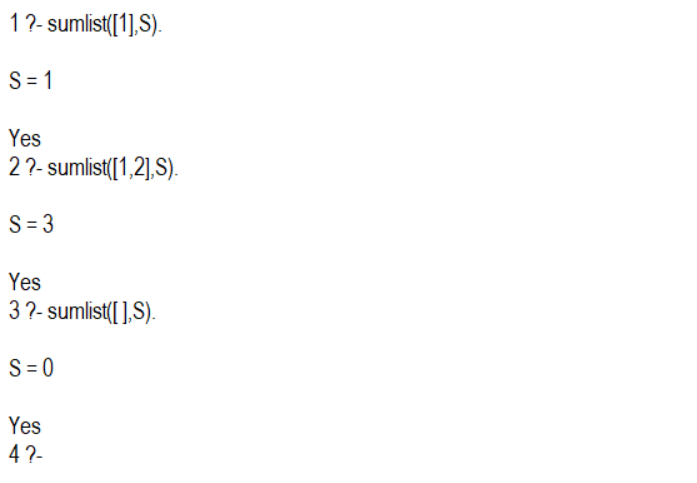 1 ?- sumlist([1],S).
S = 1
Yes
2 ?- sumlist([1,2],S).
S = 3
Yes
3 ?- sumlist([ ],S).
S = 0
Yes
4 ?-